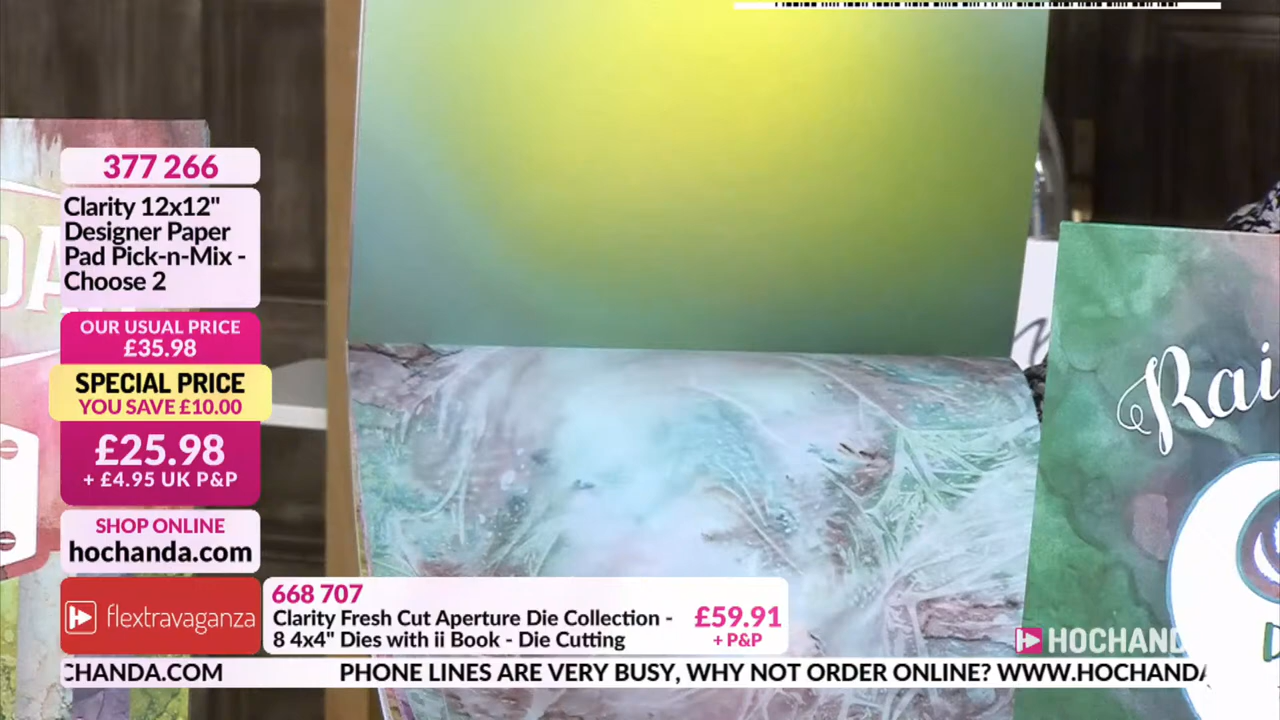 377 266
Clarity 12x12"
Designer Paper
Pad Pick-n-Mix -
Choose 2
OUR USUAL PRICE
£35.98
SPECIAL PRICE
YOU SAVE £10.00
£25.98
+ £4.95 UK P&P
SHOP ONLINE
hochanda.com
flextravaganza
668 707
Clarity Fresh Cut Aperture Die Collection -
8 4x4" Dies with ii Book - Die Cutting
£59.91
+ P&P
Rai
HOCHAND
CHANDA.COM PHONE LINES ARE VERY BUSY, WHY NOT ORDER ONLINE? WWW.HOCHANDA